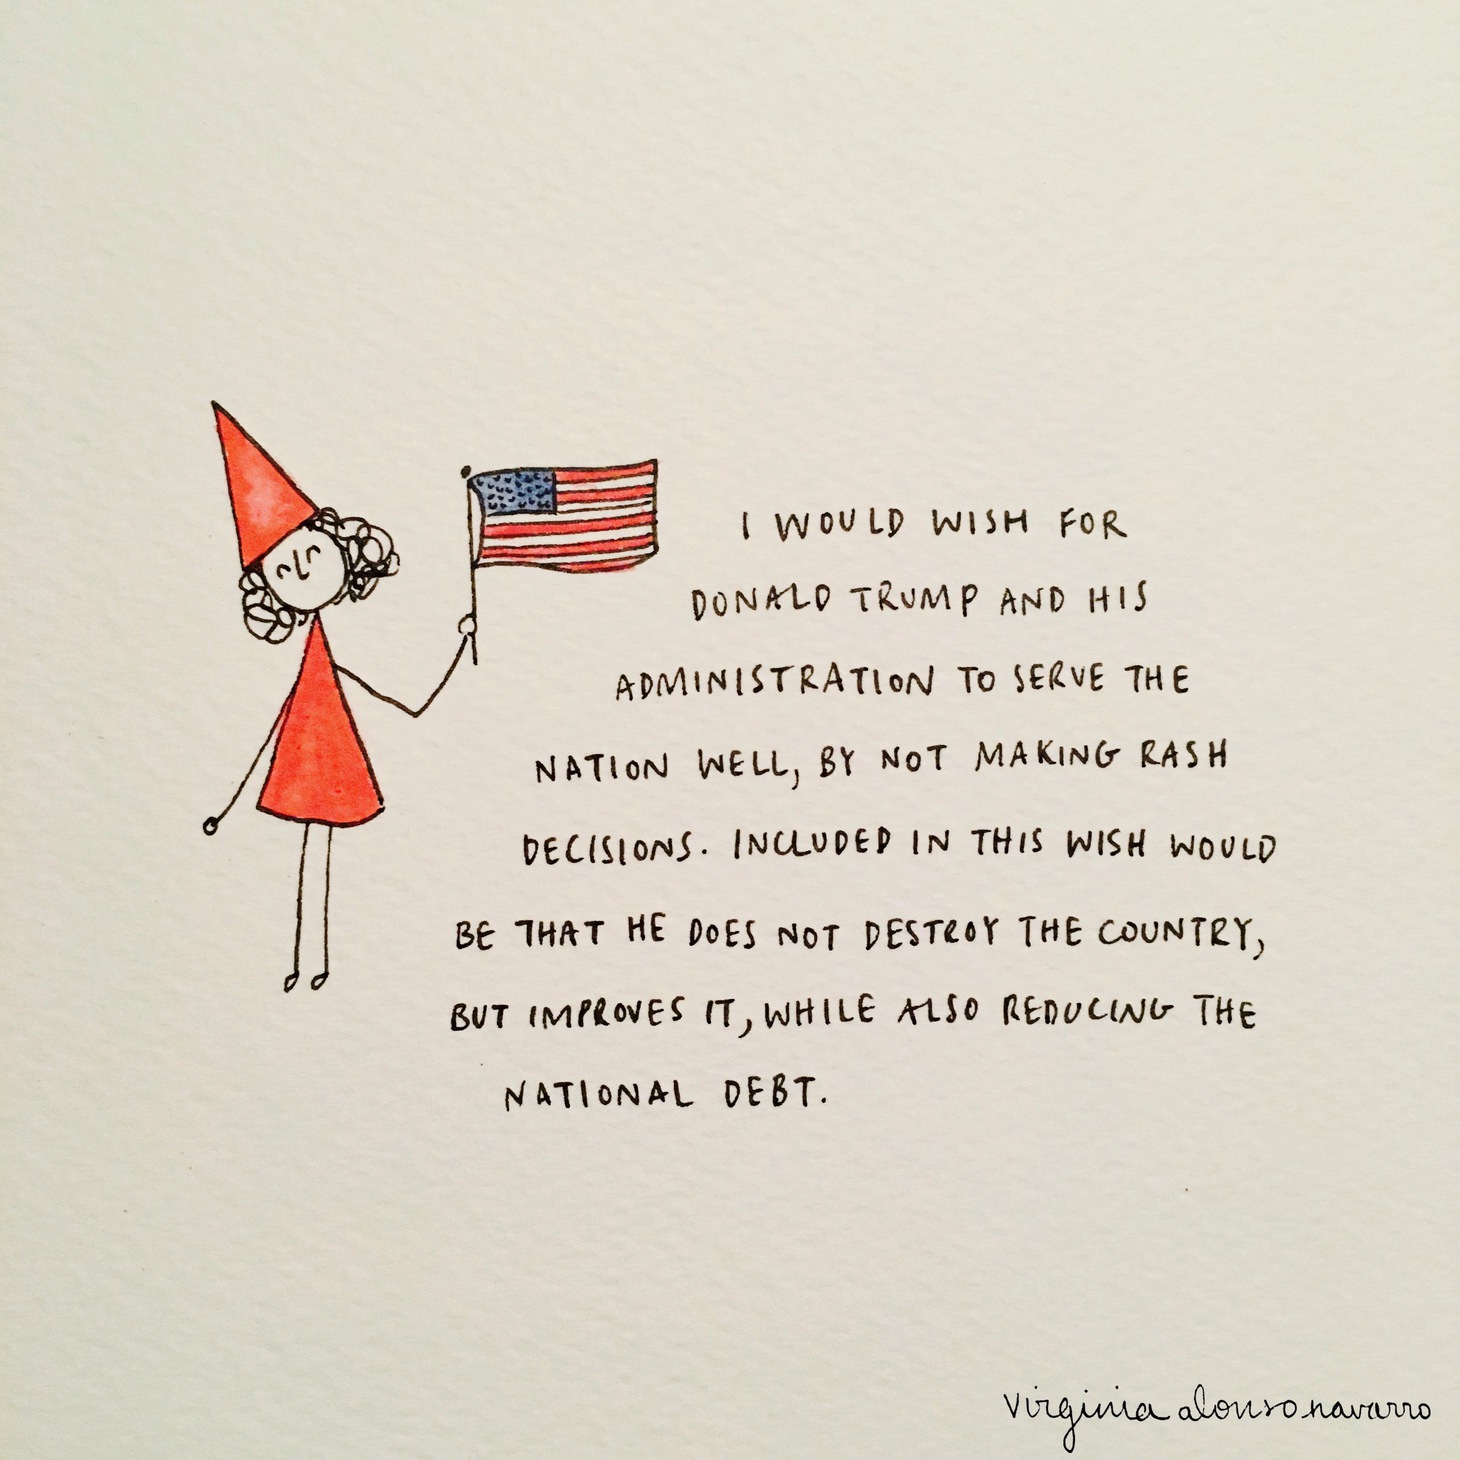 I WOULD WISH FOR
DONALD TRUMP AND HIS
ADMINISTRATION TO SERVE THE
NATION WELL, BY NOT MAKING RASH
DECISIONS. INCLUDED IN THIS WISH WOULD
BE THAT HE DOES NOT DESTROY THE COUNTRY,
BUT IMPROVES IT, WHILE ALSO REDUCING THE
NATIONAL DEBT.
virginia alonso navarro